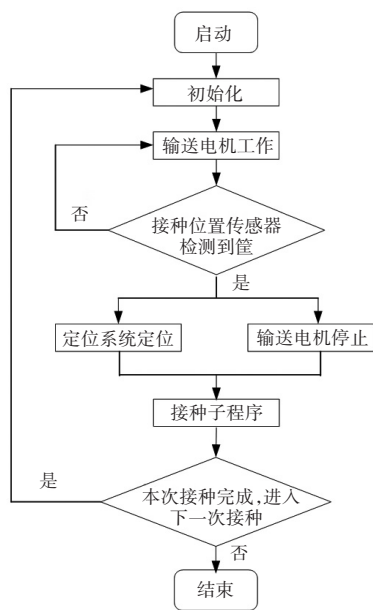 启动
初始化
输送电机工作
否
接种位置传感器
检测到筐
是
定位系统定位
输送电机停止
接种子程序
是
本次接种完成,进入
下一次接种
否
结束